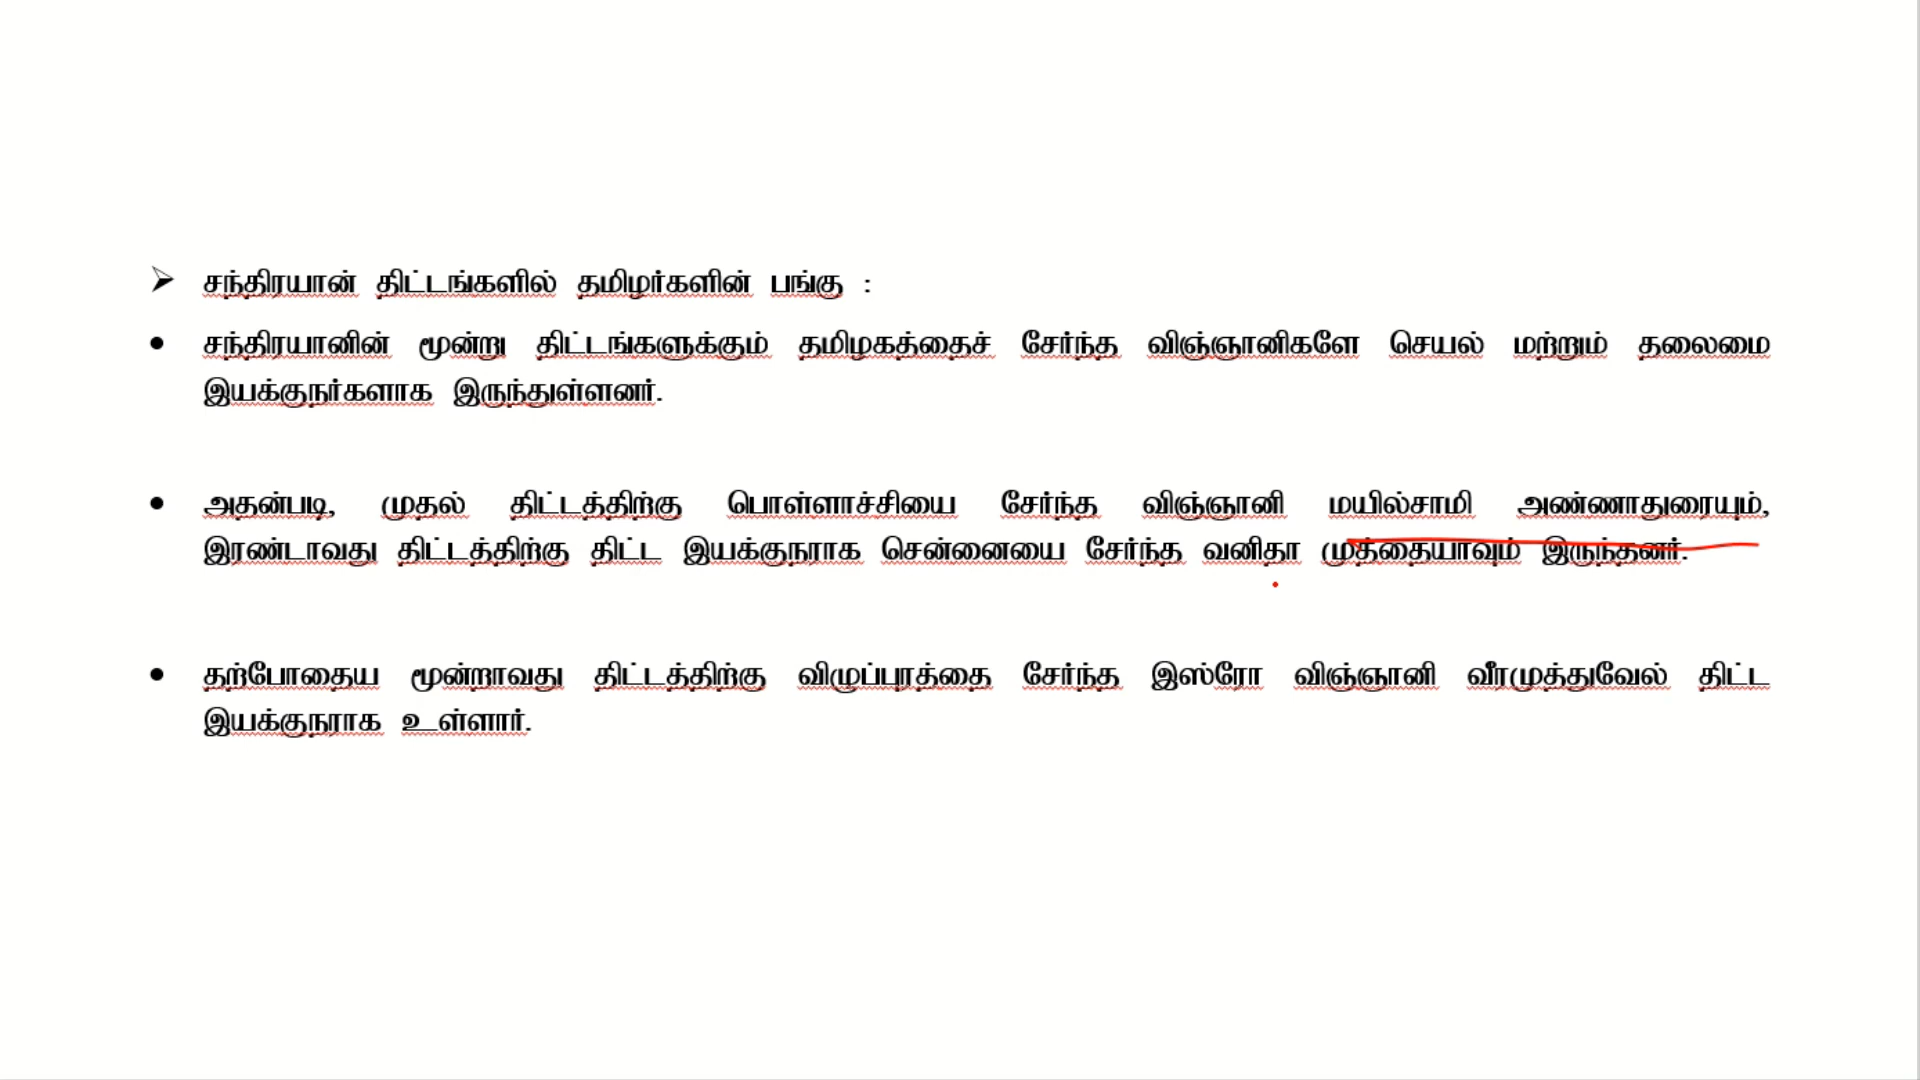 ➢ சந்திரயான் திட்டங்களில் தமிழர்களின் பங்கு :
• சந்திரயானின் மூன்று திட்டங்களுக்கும் தமிழகத்தைச் சேர்ந்த விஞ்ஞானிகளே செயல் மற்றும் தலைமை
இயக்குநர்களாக இருந்துள்ளனர்.
• அதன்படி, முதல் திட்டத்திற்கு பொள்ளாச்சியை சேர்ந்த விஞ்ஞானி மயில்சாமி அண்ணாதுரையும்,
இரண்டாவது திட்டத்திற்கு திட்ட இயக்குநராக சென்னையை சேர்ந்த வனிதா முத்தையாவும் இருந்தனர்.
• தற்போதைய மூன்றாவது திட்டத்திற்கு விழுப்புரத்தை சேர்ந்த இஸ்ரோ விஞ்ஞானி வீரமுத்துவேல் திட்ட
இயக்குநராக உள்ளார்.